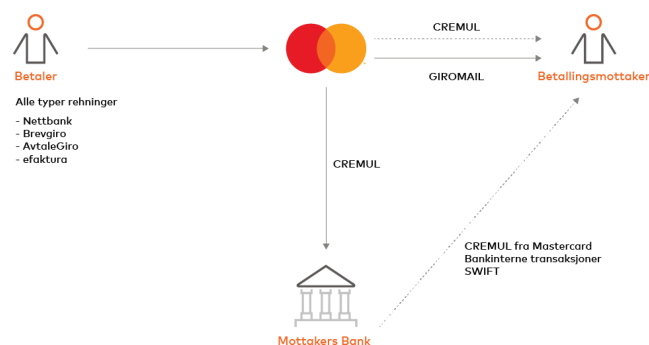 CREMUL
GIROMAIL
Betaler
Betallingsmottaker
Alle typer rehninger
- Nettbank
- Brevgiro
- AvtaleGiro
- efaktura
CREMUL
CREMUL fra Mastercard
Bankinterne transaksjoner
SWIFT
Mottakers Bank